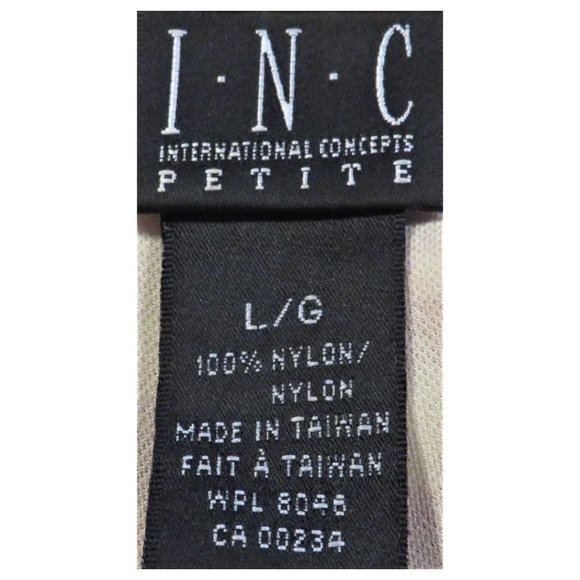 I · N · C
INTERNATIONAL CONCEPTS
PETITE
L/G
100% NYLON/
NYLON
MADE IN TAIWAN
FAIT À TAIWAN
WPL 8046
CA 00234